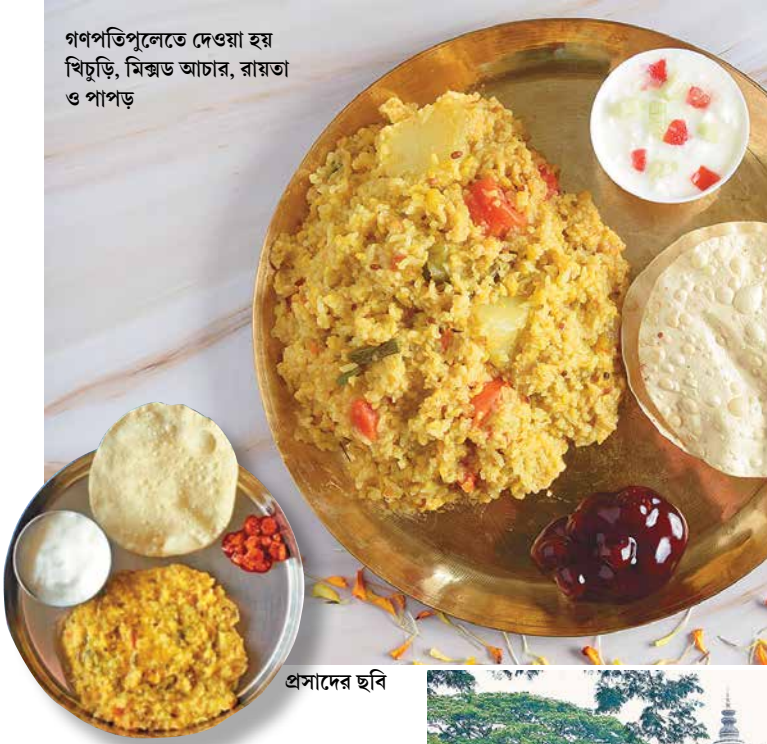 গণপতিপুলেতে দেওয়া হয়
খিচুড়ি, মিক্সড আচার, রায়তা
ও পাপড়
প্রসাদের ছবি